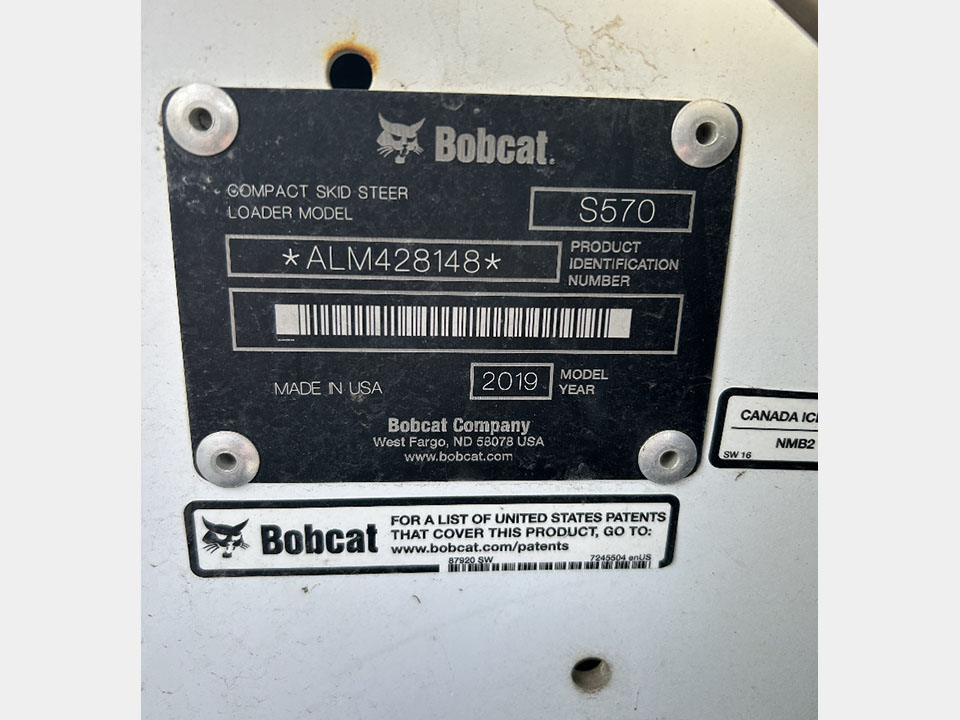 Bobcat.
COMPACT SKID STEER
LOADER MODEL
S570
*ALM428148*
PRODUCT
IDENTIFICATION
NUMBER
MADE IN USA
2019
MODEL
YEAR
Bobcat Company
West Fargo, ND 58078 USA
www.bobcat.com
CANADA ICE
NMB2
SW 16
Bobcat
FOR A LIST OF UNITED STATES PATENTS
THAT COVER THIS PRODUCT, GO TO:
www.bobcat.com/patents
87920 SW
7245504 enUS